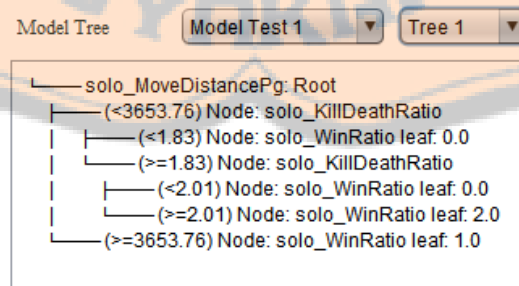 Model Tree Model Test 1 Tree 1
solo_MoveDistancePg: Root
(<3653.76) Node: solo_KillDeathRatio
(<1.83) Node: solo_WinRatio leaf: 0.0
(>=1.83) Node: solo_KillDeathRatio
(<2.01) Node: solo_WinRatio leaf: 0.0
(>=2.01) Node: solo_WinRatio leaf: 2.0
(>=3653.76) Node: solo_WinRatio leaf: 1.0